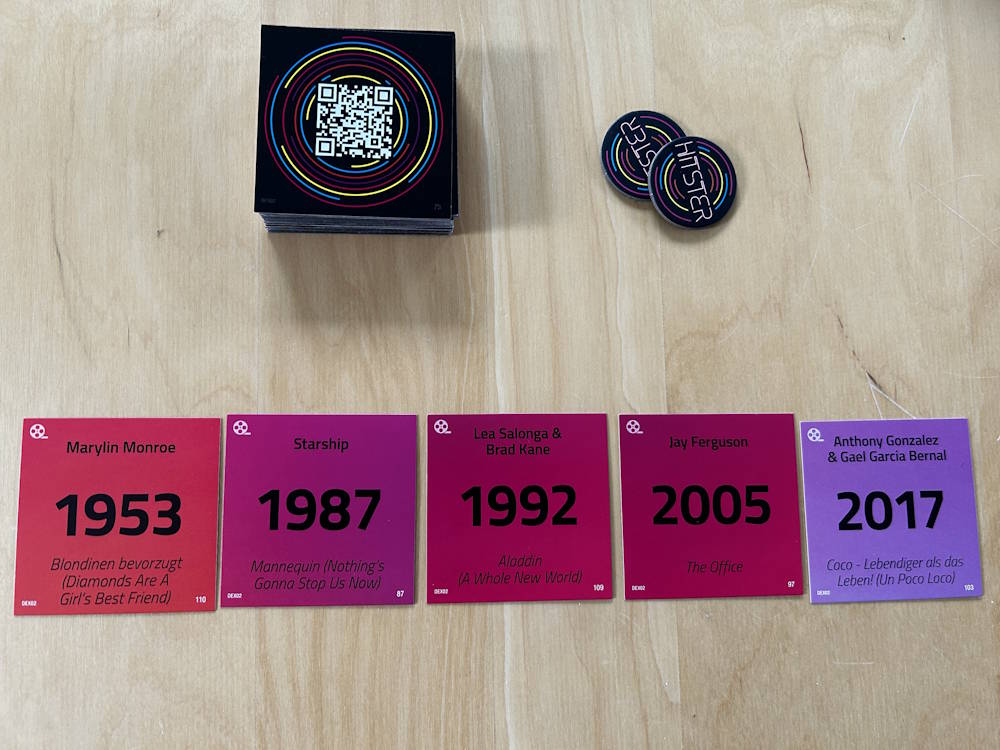 DEX02
75
HITSTER
HITSTER
Marylin Monroe
1953
Blondinen bevorzugt
(Diamonds Are A
Girl's Best Friend)
DEX02
110
Starship
1987
Mannequin (Nothing's
Gonna Stop Us Now)
DEX02
87
Lea Salonga &
Brad Kane
1992
Aladdin
(A Whole New World)
DEX02
109
Jay Ferguson
2005
The Office
DEX02
97
Anthony Gonzalez
& Gael Garcia Bernal
2017
Coco - Lebendiger als das
Leben! (Un Poco Loco)
DEX02
103